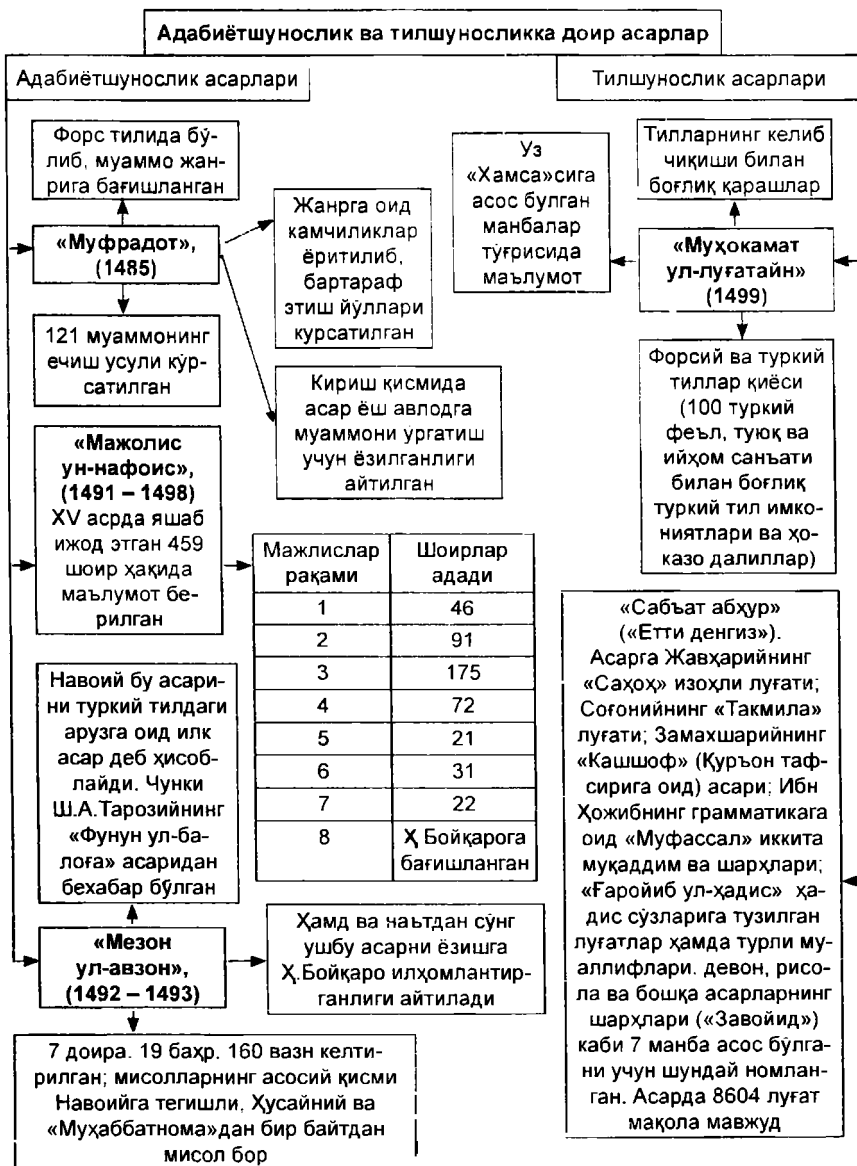 Адабиётшунослик ва тилшуносликка доир асарлар
Адабиётшунослик асарлари
Тилшунослик асарлари
Форс тилида бў-
либ, муаммо жан-
рига бағишланган
«Муфрадот»,
(1485)
121 муаммонинг
ечиш усули кўр-
сатилган
Жанрга оид
камчиликлар
ёритилиб,
бартараф
этиш йўллари
курсатилган
Кириш қисмида
асар ёш авлодга
муаммони ургатиш
учун ёзилганлиги
айтилган
Уз
«Хамса»сига
асос булган
манбалар
тўғрисида
маълумот
Тилларнинг келиб
чиқиши билан
боғлиқ қарашлар
«Муҳокамат
ул-луғатайн»
(1499)
Форсий ва туркий
тиллар қиёси
(100 туркий
феъл, туюқ ва
ийҳом санъати
билан боғлиқ
туркий тил имко-
ниятлари ва ҳо-
казо далиллар)
«Мажолис
ун-нафоис»,
(1491 – 1498)
XV асрда яшаб
ижод этган 459
шоир ҳақида
маълумот бе-
рилган
Мажлислар рақами Шоирлар адади
1 46
2 91
3 175
4 72
5 21
6 31
7 22
8 Ҳ Бойқарога
бағишланган
Навоий бу асари-
ни туркий тилдаги
арузга оид илк
асар деб ҳисоб-
лайди. Чунки
Ш.А.Тарозийнинг
«Фунун ул-ба-
лоға» асаридан
бехабар бўлган
«Мезон
ул-авзон»,
(1492 – 1493)
Ҳамд ва наътдан сўнг
ушбу асарни ёзишга
Ҳ.Бойқаро илҳомлантир-
ганлиги айтилади
7 доира. 19 баҳр. 160 вазн келти-
рилган; мисолларнинг асосий қисми
Навоийга тегишли, Ҳусайний ва
«Муҳаббатнома»дан бир байтдан
мисол бор
«Сабъат абҳур»
(«Етти денгиз»).
Асарга Жавҳарийнинг
«Саҳоҳ» изоҳли луғати;
Соғонийнинг «Такмила»
луғати; Замахшарийнинг
«Кашшоф» (Қуръон таф-
сирига оид) асари; Ибн
Ҳожибнинг грамматикага
оид «Муфассал» иккита
муқаддим ва шарҳлари;
«Ғаройиб ул-ҳадис» ҳа-
дис сўзларига тузилган
луғатлар ҳамда турли му-
аллифлари. девон, рисо-
ла ва бошқа асарларнинг
шарҳлари («Завойид»)
каби 7 манба асос бўлга-
ни учун шундай номлан-
ган. Асарда 8604 луғат
мақола мавжуд